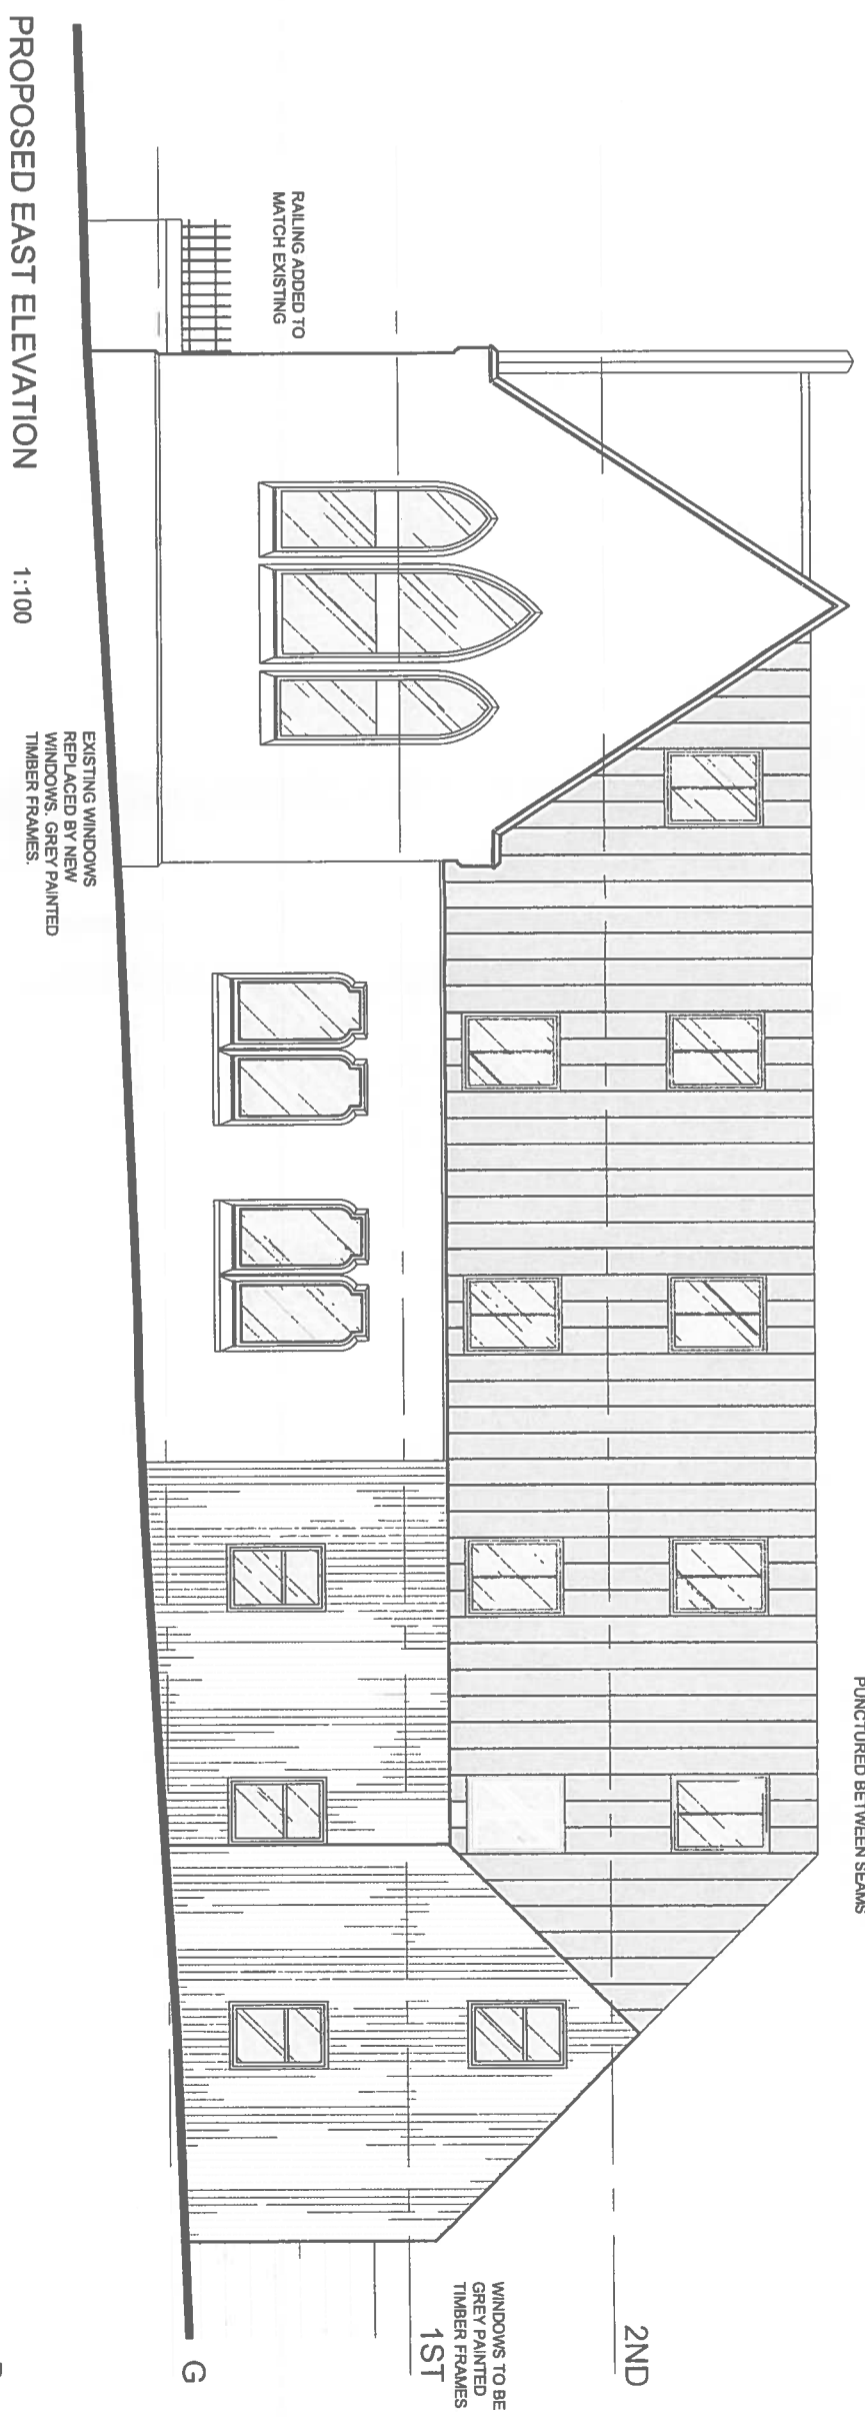 PUNCTURED BETWEEN SEAMS
RAILING ADDED TO
MATCH EXISTING
2ND
WINDOWS TO BE
GREY PAINTED
TIMBER FRAMES
1ST
G
EXISTING WINDOWS
REPLACED BY NEW
WINDOWS. GREY PAINTED
TIMBER FRAMES.
PROPOSED EAST ELEVATION 1:100